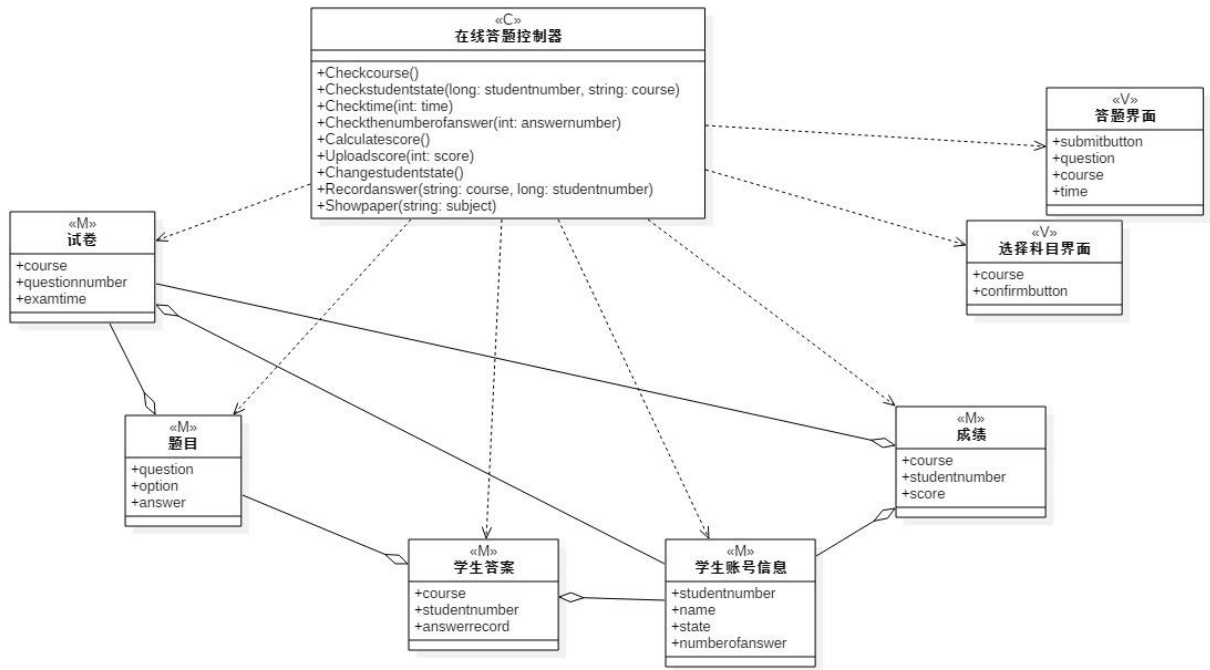 «C»
在线答题控制器
+Checkcourse()
+Checkstudentstate(long: studentnumber, string: course)
+Checktime(int: time)
+Checkthenumberofanswer(int: answernumber)
+Calculatescore()
+Uploadscore(int: score)
+Changestudentstate()
+Recordanswer(string: course, long: studentnumber)
+Showpaper(string: subject)
«V»
答题界面
+submitbutton
+question
+course
+time
«M»
试卷
+course
+questionnumber
+examtime
«V»
选择科目界面
+course
+confirmbutton
«M»
题目
+question
+option
+answer
«M»
成绩
+course
+studentnumber
+score
«M»
学生答案
+course
+studentnumber
+answerrecord
«M»
学生账号信息
+studentnumber
+name
+state
+numberofanswer